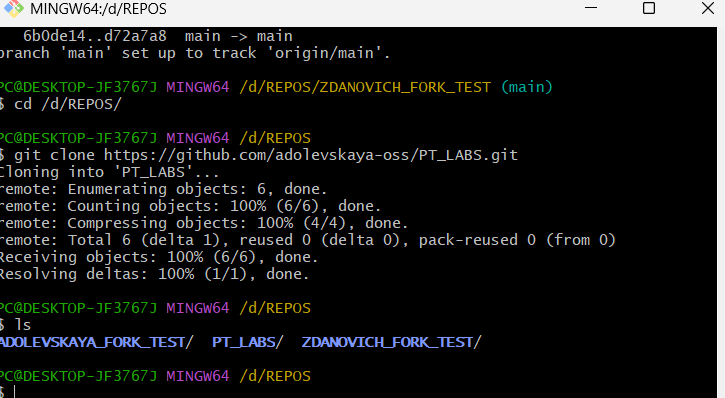 MINGW64:/d/REPOS
6b0de14..d72a7a8  main -> main
branch 'main' set up to track 'origin/main'.
PC@DESKTOP-JF3767J MINGW64 /d/REPOS/ZDANOVICH_FORK_TEST (main)
$ cd /d/REPOS/
PC@DESKTOP-JF3767J MINGW64 /d/REPOS
$ git clone https://github.com/adolevskaya-oss/PT_LABS.git
Cloning into 'PT_LABS'...
remote: Enumerating objects: 6, done.
remote: Counting objects: 100% (6/6), done.
remote: Compressing objects: 100% (4/4), done.
remote: Total 6 (delta 1), reused 0 (delta 0), pack-reused 0 (from 0)
Receiving objects: 100% (6/6), done.
Resolving deltas: 100% (1/1), done.
PC@DESKTOP-JF3767J MINGW64 /d/REPOS
$ ls
ADOLEVSKAYA_FORK_TEST/  PT_LABS/  ZDANOVICH_FORK_TEST/
PC@DESKTOP-JF3767J MINGW64 /d/REPOS
$